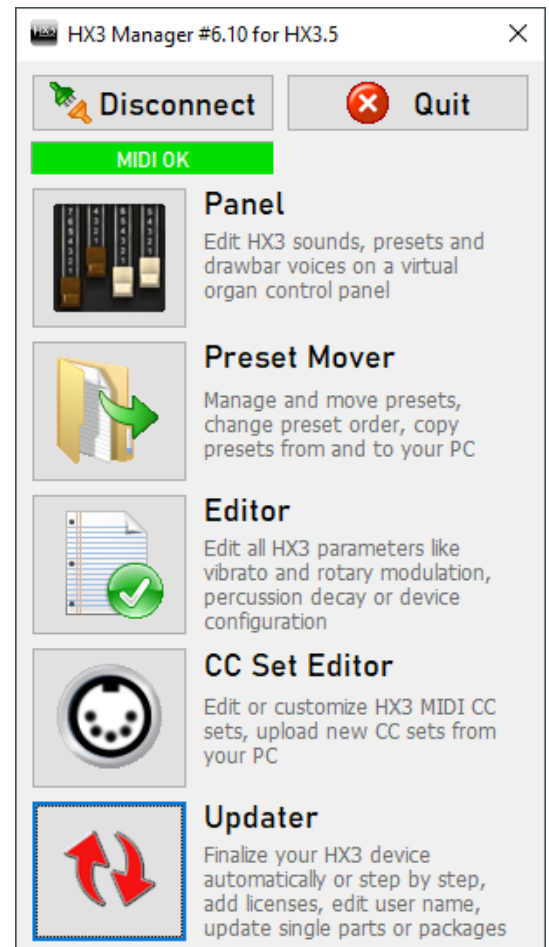 HX3 Manager #6.10 for HX3.5
Disconnect
Quit
MIDI OK
Panel
Edit HX3 sounds, presets and
drawbar voices on a virtual
organ control panel
Preset Mover
Manage and move presets,
change preset order, copy
presets from and to your PC
Editor
Edit all HX3 parameters like
vibrato and rotary modulation,
percussion decay or device
configuration
CC Set Editor
Edit or customize HX3 MIDI CC
sets, upload new CC sets from
your PC
Updater
Finalize your HX3 device
automatically or step by step,
add licenses, edit user name,
update single parts or packages